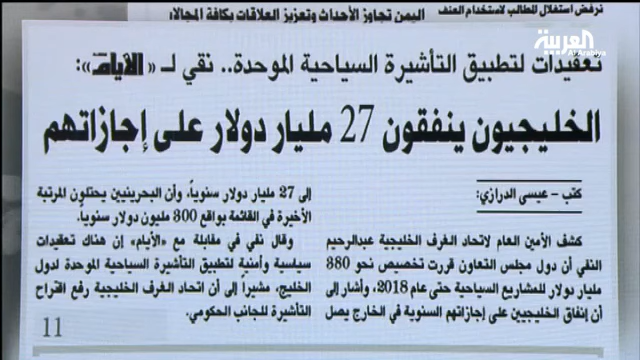 نرفض استغلال المطالب لاستخدام العنف
اليمن تجاوز الأحداث وتعزيز العلاقات بكافة المجالات
العربية
Al Arabiya
تعقيدات لتطبيق التأشيرة السياحية الموحدة.. نقي لـ «الأيام»:
الخليجيون ينفقون 27 مليار دولار على إجازاتهم
كتب - عيسى الدرازي:
كشف الأمين العام لاتحاد الغرف الخليجية عبدالرحيم
النقي أن دول مجلس التعاون قررت تخصيص نحو 380
مليار دولار للمشاريع السياحية حتى عام 2018، وأشار إلى
أن إنفاق الخليجيين على إجازاتهم السنوية في الخارج يصل
إلى 27 مليار دولار سنوياً، وأن البحرينيين يحتلون المرتبة
الأخيرة في القائمة بواقع 300 مليون دولار سنوياً.
وقال نقي في مقابلة مع «الأيام» إن هناك تعقيدات
سياسية وأمنية لتطبيق التأشيرة السياحية الموحدة لدول
الخليج، مشيراً إلى أن اتحاد الغرف الخليجية رفع اقتراح
التأشيرة للجانب الحكومي.
11